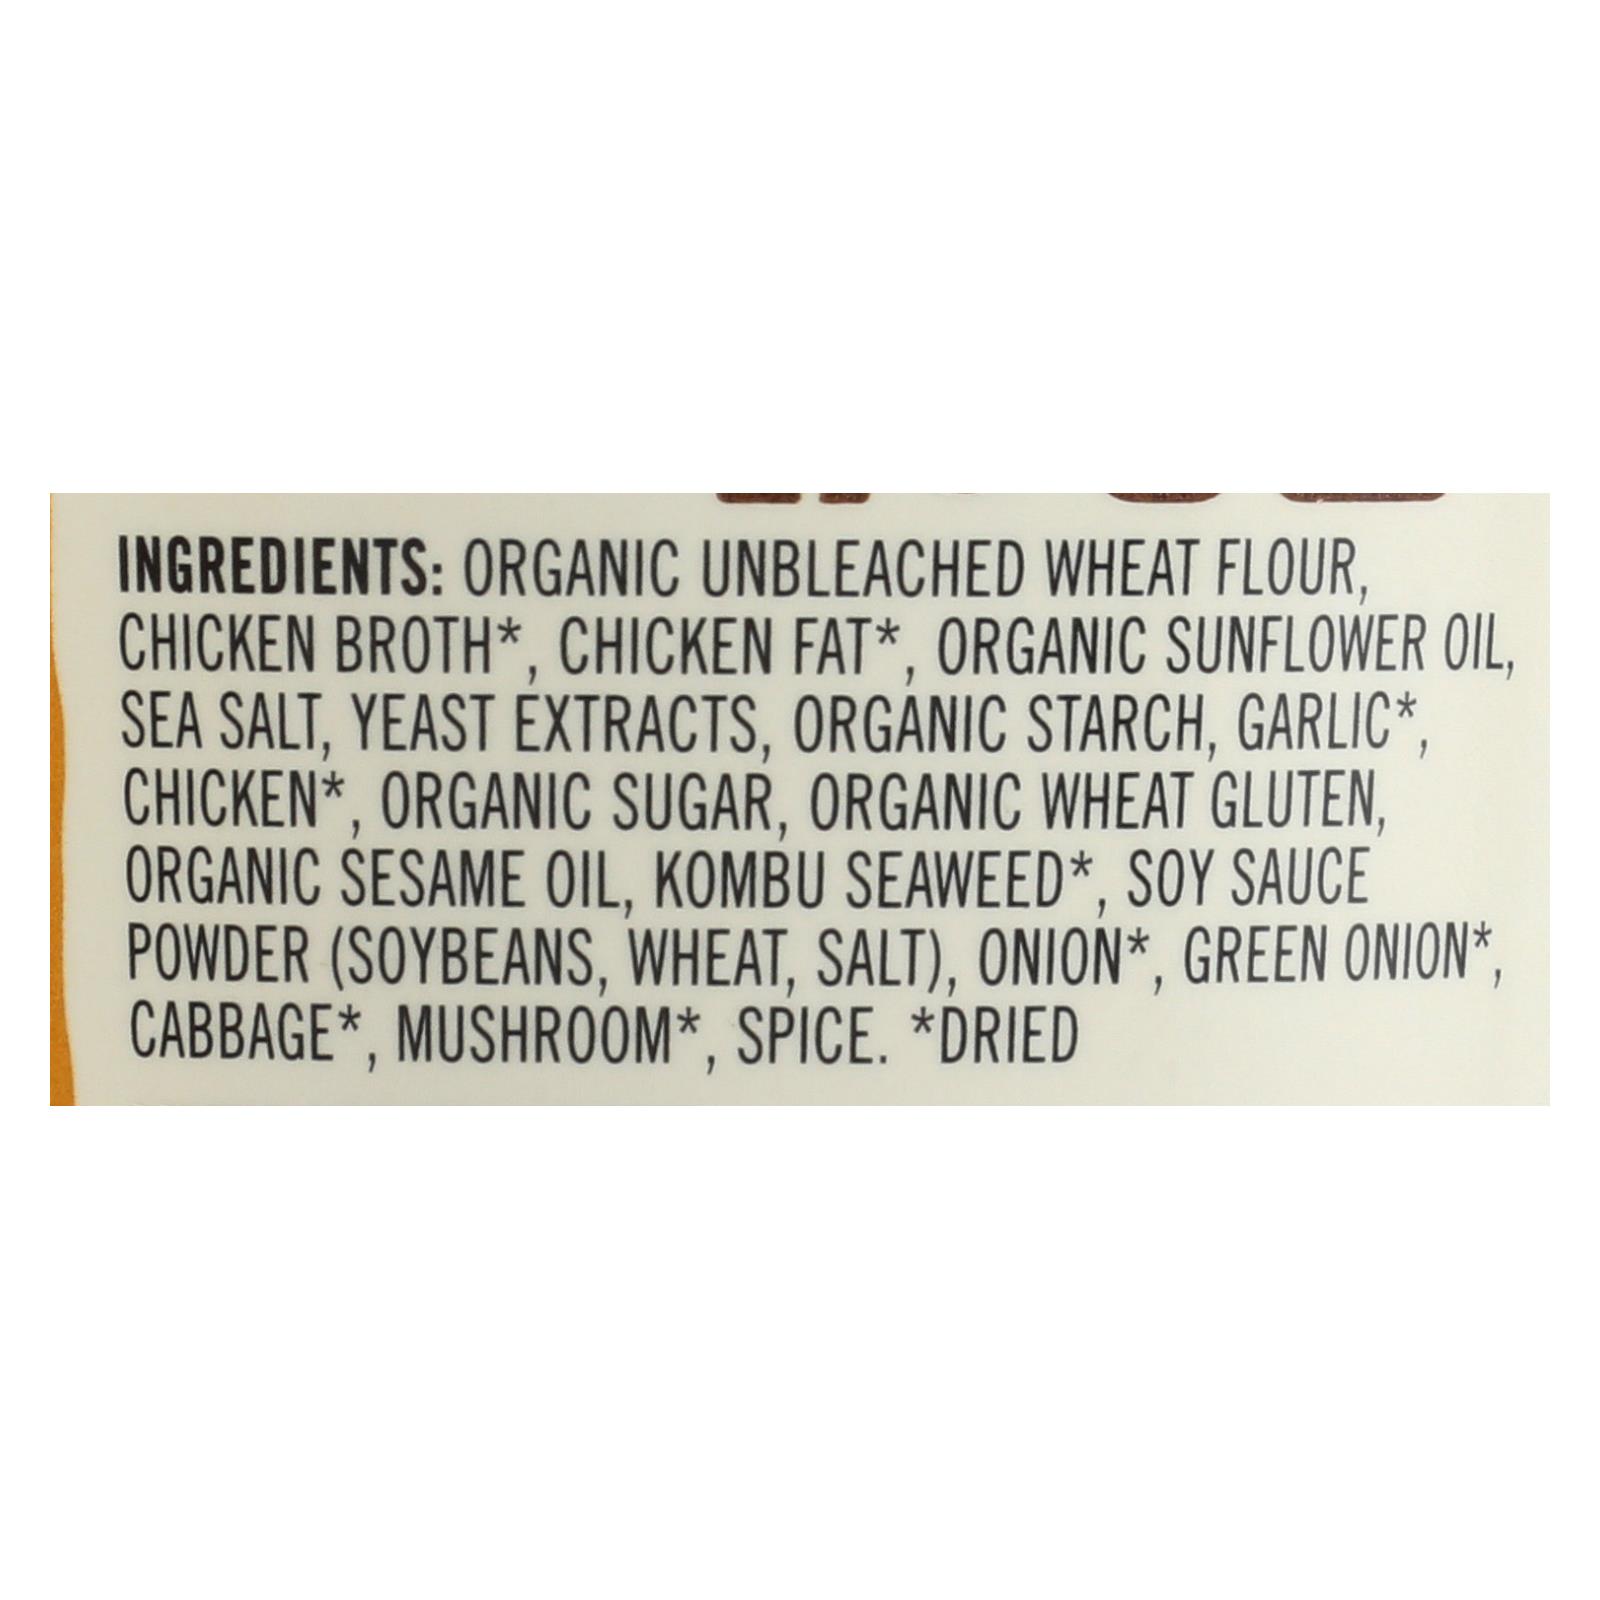 INGREDIENTS: ORGANIC UNBLEACHED WHEAT FLOUR,
CHICKEN BROTH*, CHICKEN FAT*, ORGANIC SUNFLOWER OIL,
SEA SALT, YEAST EXTRACTS, ORGANIC STARCH, GARLIC*,
CHICKEN*, ORGANIC SUGAR, ORGANIC WHEAT GLUTEN,
ORGANIC SESAME OIL, KOMBU SEAWEED*, SOY SAUCE
POWDER (SOYBEANS, WHEAT, SALT), ONION*, GREEN ONION*,
CABBAGE*, MUSHROOM*, SPICE. *DRIED